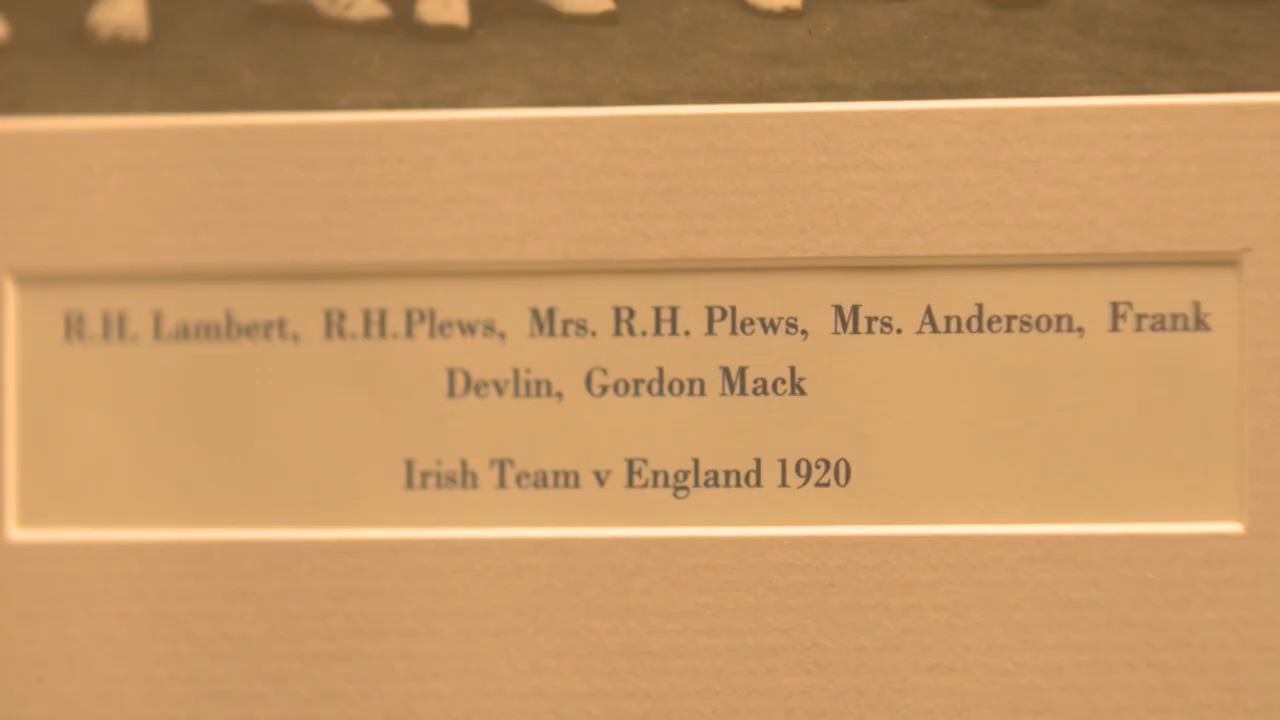 R.H. Lambert, R.H.Plews, Mrs. R.H. Plews, Mrs. Anderson, Frank
Devlin, Gordon Mack
Irish Team v England 1920